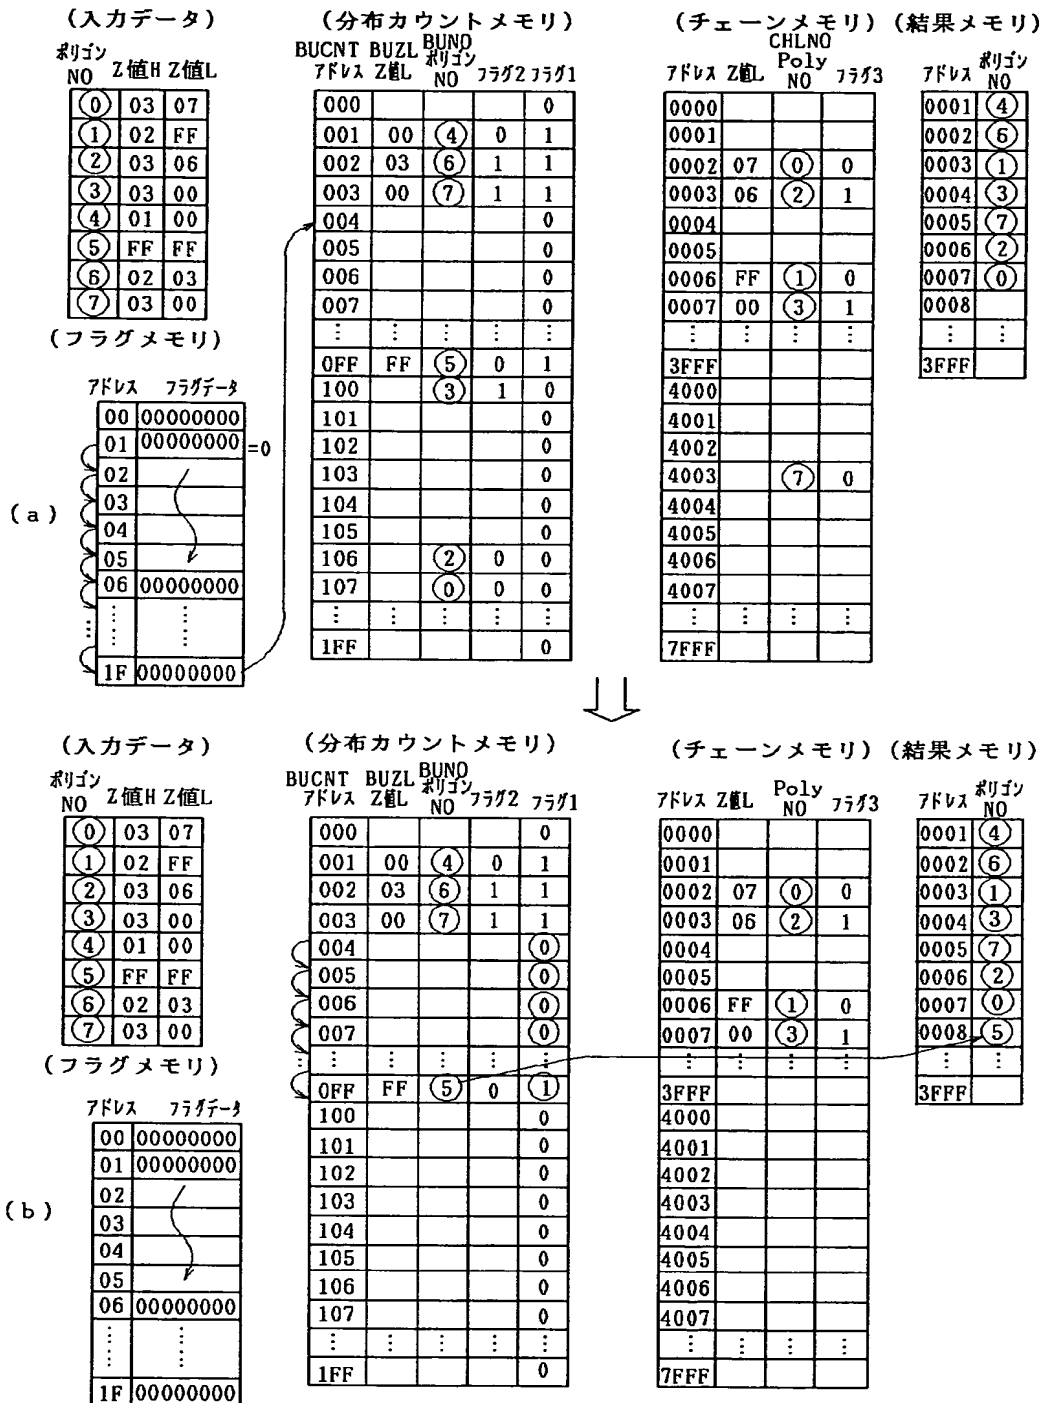 (入力データ)
ポリゴン
NO Z値H Z値L
0 03 07
1 02 FF
2 03 06
3 03 00
4 01 00
5 FF FF
6 02 03
7 03 00
(フラグメモリ)
アドレス フラグデータ
00 00000000
01 00000000 =0
02
03
04
05
06 00000000
⋮ ⋮
1F 00000000
(a)
(分布カウントメモリ)
BUCNT BUZL BUNO
アドレス Z値L ポリゴンNO フラグ2 フラグ1
000 0
001 00 4 0 1
002 03 6 1 1
003 00 7 1 1
004 0
005 0
006 0
007 0
⋮ ⋮ ⋮ ⋮ ⋮
0FF FF 5 0 1
100 3 1 0
101 0
102 0
103 0
104 0
105 0
106 2 0 0
107 0 0 0
⋮ ⋮ ⋮ ⋮ ⋮
1FF 0
(チェーンメモリ)
CHLNO
アドレス Z値L Poly NO フラグ3
0000
0001
0002 07 0 0
0003 06 2 1
0004
0005
0006 FF 1 0
0007 00 3 1
⋮ ⋮ ⋮ ⋮
3FFF
4000
4001
4002
4003 7 0
4004
4005
4006
4007
⋮ ⋮ ⋮ ⋮
7FFF
(結果メモリ)
アドレス ポリゴンNO
0001 4
0002 6
0003 1
0004 3
0005 7
0006 2
0007 0
0008
⋮ ⋮
3FFF
(入力データ)
ポリゴン
NO Z値H Z値L
0 03 07
1 02 FF
2 03 06
3 03 00
4 01 00
5 FF FF
6 02 03
7 03 00
(フラグメモリ)
アドレス フラグデータ
00 00000000
01 00000000
02
03
04
05
06 00000000
⋮ ⋮
1F 00000000
(b)
(分布カウントメモリ)
BUCNT BUZL BUNO
アドレス Z値L ポリゴンNO フラグ2 フラグ1
000 0
001 00 4 0 1
002 03 6 1 1
003 00 7 1 1
004 0
005 0
006 0
007 0
⋮ ⋮ ⋮ ⋮ ⋮
0FF FF 5 0 1
100 0
101 0
102 0
103 0
104 0
105 0
106 0
107 0
⋮ ⋮ ⋮ ⋮ ⋮
1FF 0
(チェーンメモリ)
アドレス Z値L Poly NO フラグ3
0000
0001
0002 07 0 0
0003 06 2 1
0004
0005
0006 FF 1 0
0007 00 3 1
⋮ ⋮ ⋮ ⋮
3FFF
4000
4001
4002
4003
4004
4005
4006
4007
⋮ ⋮ ⋮ ⋮
7FFF
(結果メモリ)
アドレス ポリゴンNO
0001 4
0002 6
0003 1
0004 3
0005 7
0006 2
0007 0
0008 5
⋮ ⋮
3FFF